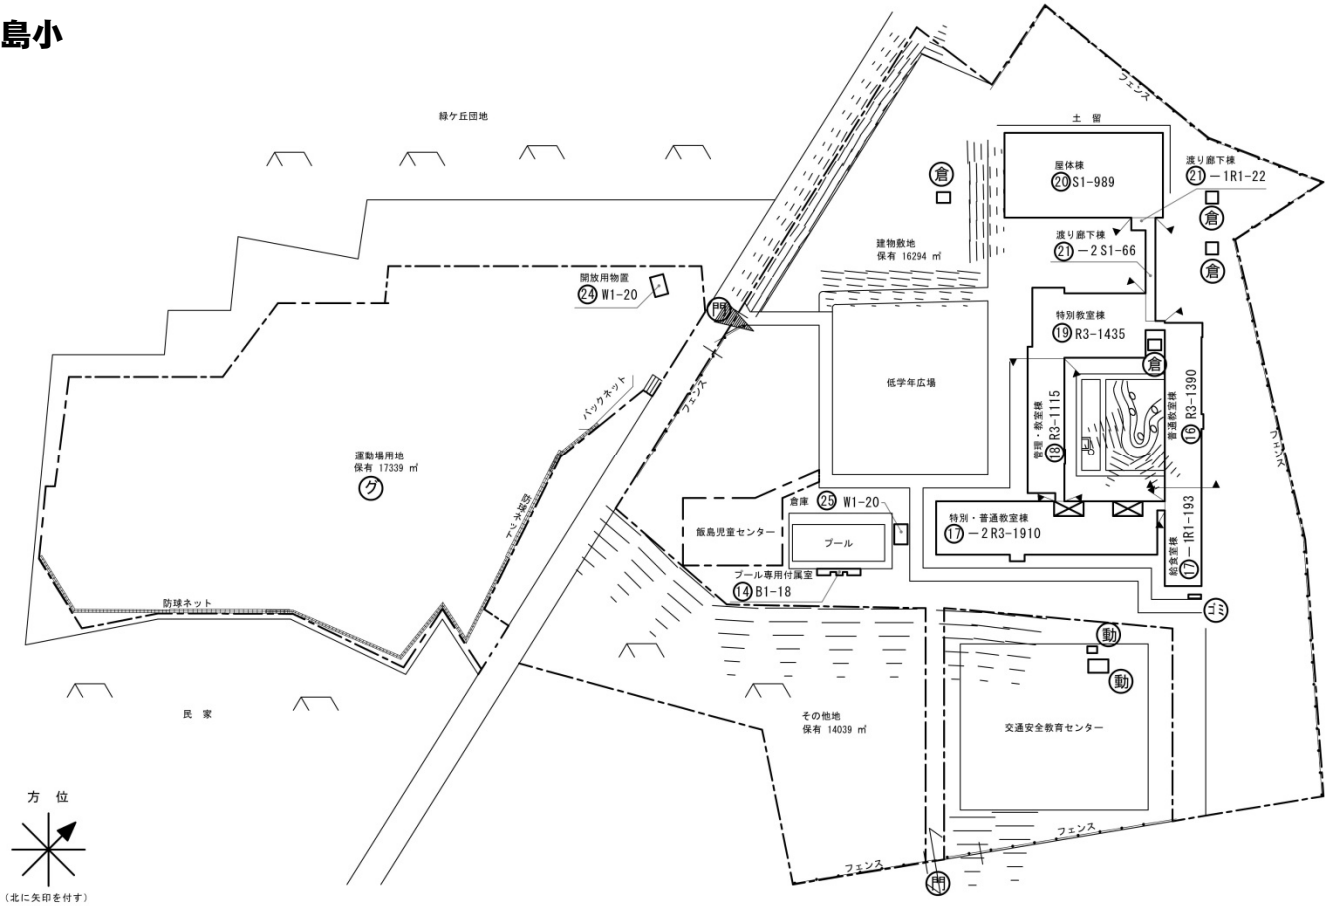 島小
緑ケ丘団地
フェンス
土 留
屋体棟
⑳S1-989
渡り廊下棟
㉑－1R1-22
倉
倉
倉
渡り廊下棟
㉑－2S1-66
建物敷地
保有 16294 ㎡
開放用物置
㉔ W1-20
門
特別教室棟
⑲R3-1435
倉
低学年広場
フェンス
バックネット
管理・教室棟
⑱R3-1115
普通教室棟
⑯R3-1390
フェンス
運動場用地
保有 17339 ㎡
グ
防球ネット
倉庫 ㉕ W1-20
飯島児童センター
プール
特別・普通教室棟
⑰－2R3-1910
給食室棟
⑰－1R1-193
プール専用付属室
⑭B1-18
防球ネット
ゴミ
動
動
民 家
その他地
保有 14039 ㎡
交通安全教育センター
フェンス
フェンス
門
方 位
(北に矢印を付す)